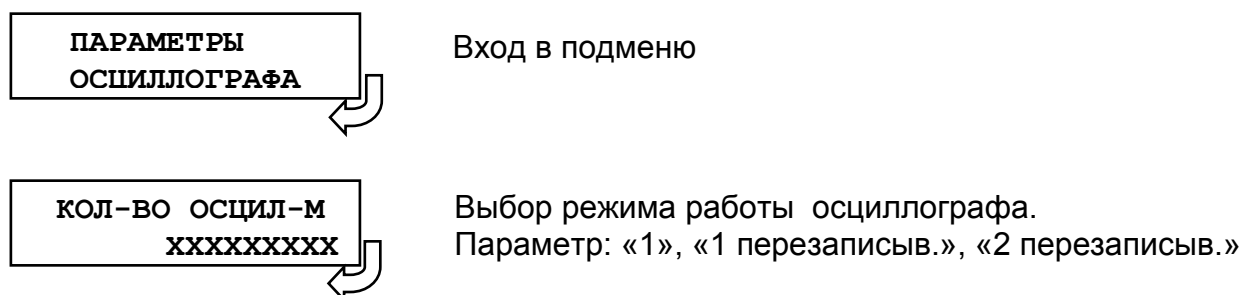 ПАРАМЕТРЫ
ОСЦИЛЛОГРАФА
Вход в подменю
КОЛ-ВО ОСЦИЛ-М
XXXXXXXXX
Выбор режима работы осциллографа.
Параметр: «1», «1 перезаписыв.», «2 перезаписыв.»